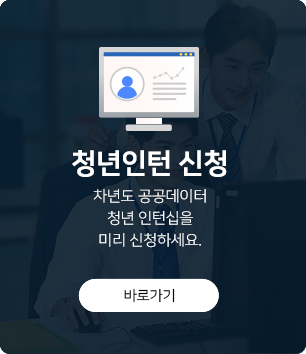 청년인턴 신청
차년도 공공데이터
청년 인턴십을
미리 신청하세요.
바로가기